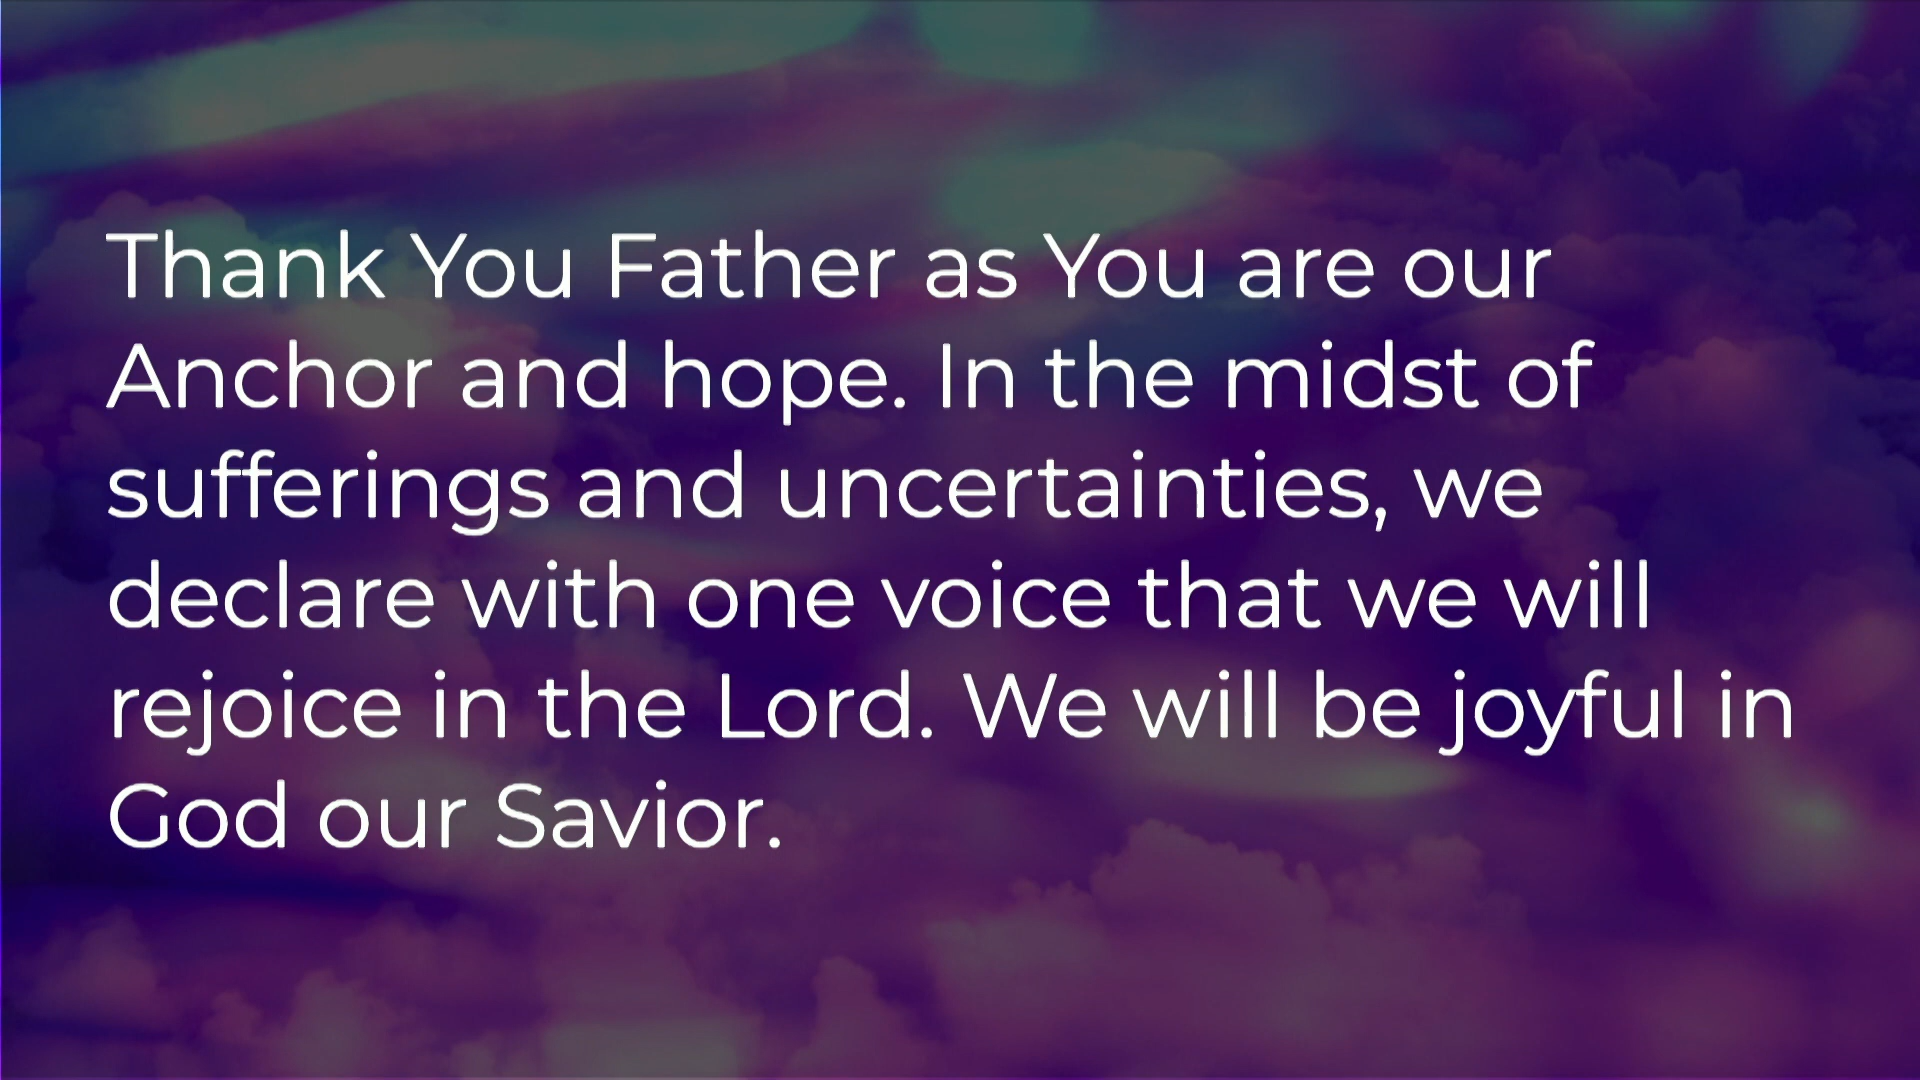 Thank You Father as You are our
Anchor and hope. In the midst of
sufferings and uncertainties, we
declare with one voice that we will
rejoice in the Lord. We will be joyful in
God our Savior.